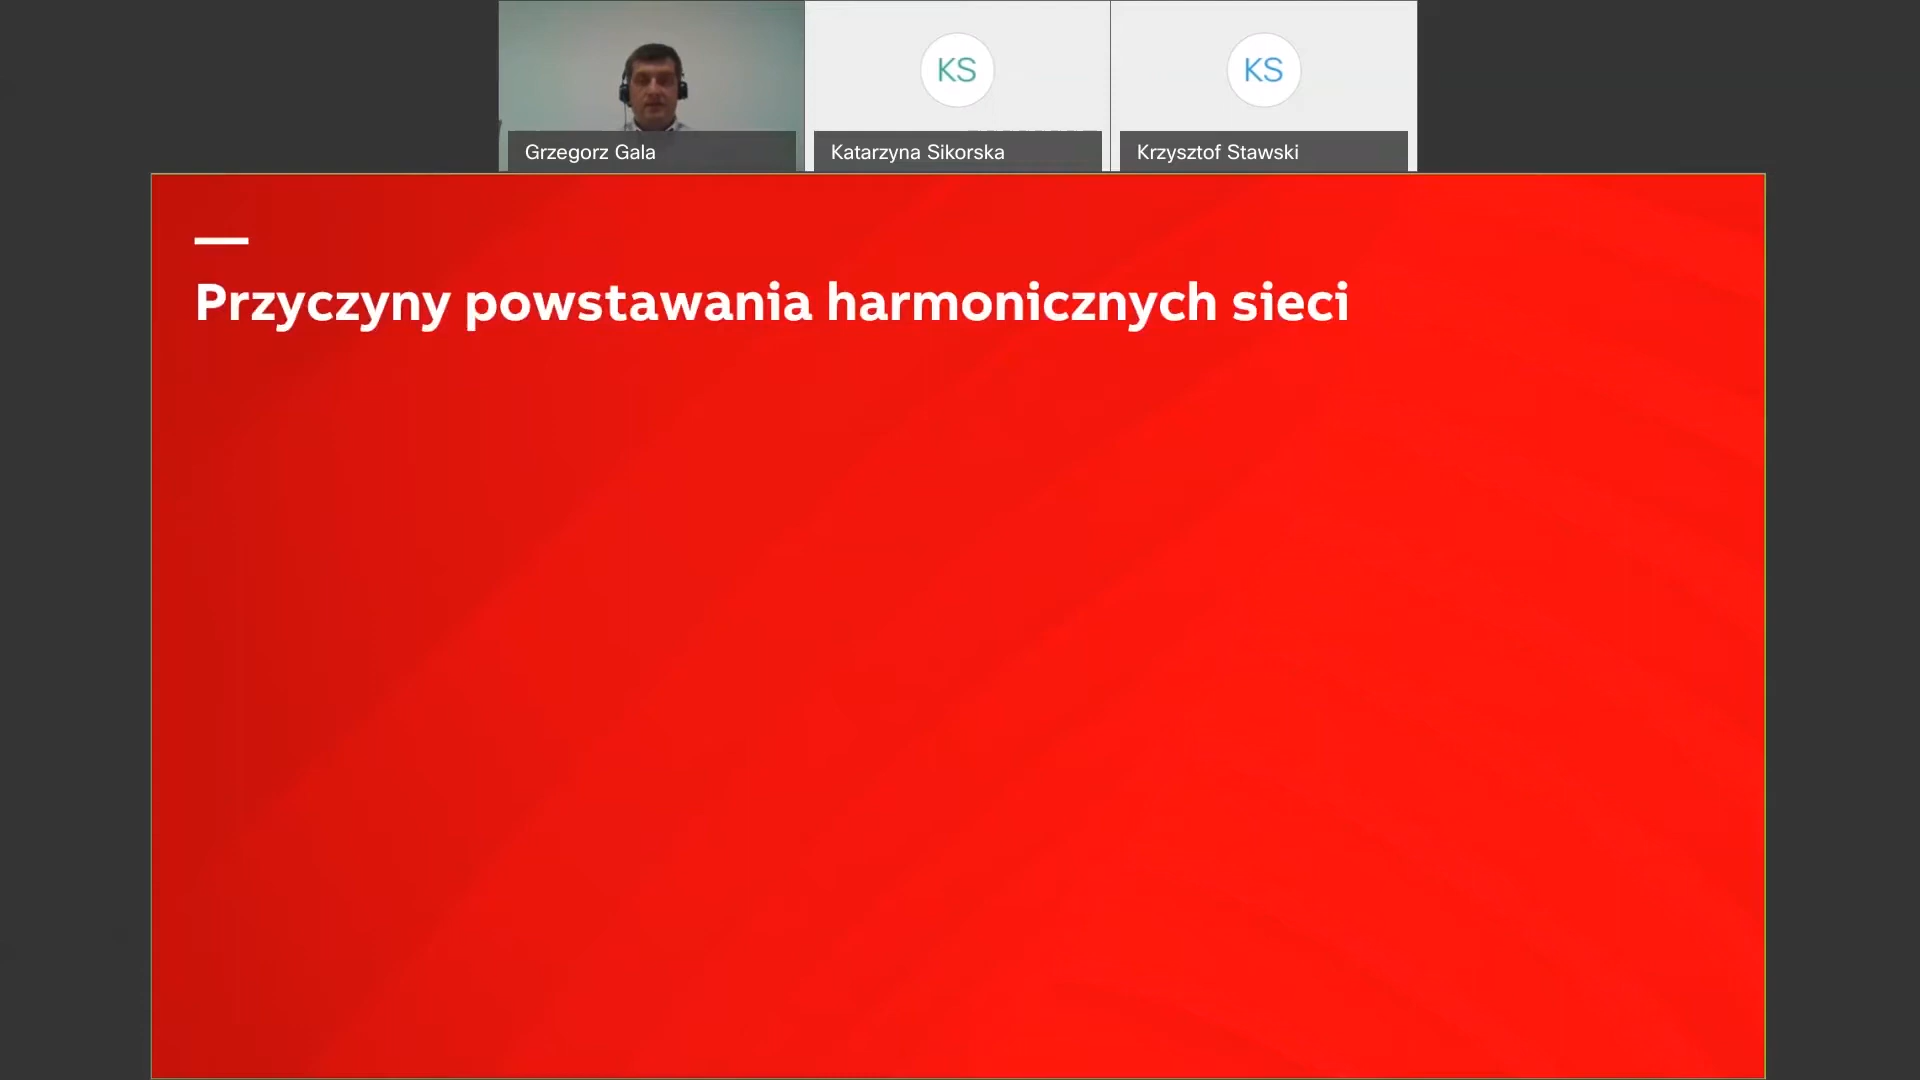 KS
KS
Grzegorz Gala
Katarzyna Sikorska
Krzysztof Stawski
Przyczyny powstawania harmonicznych sieci